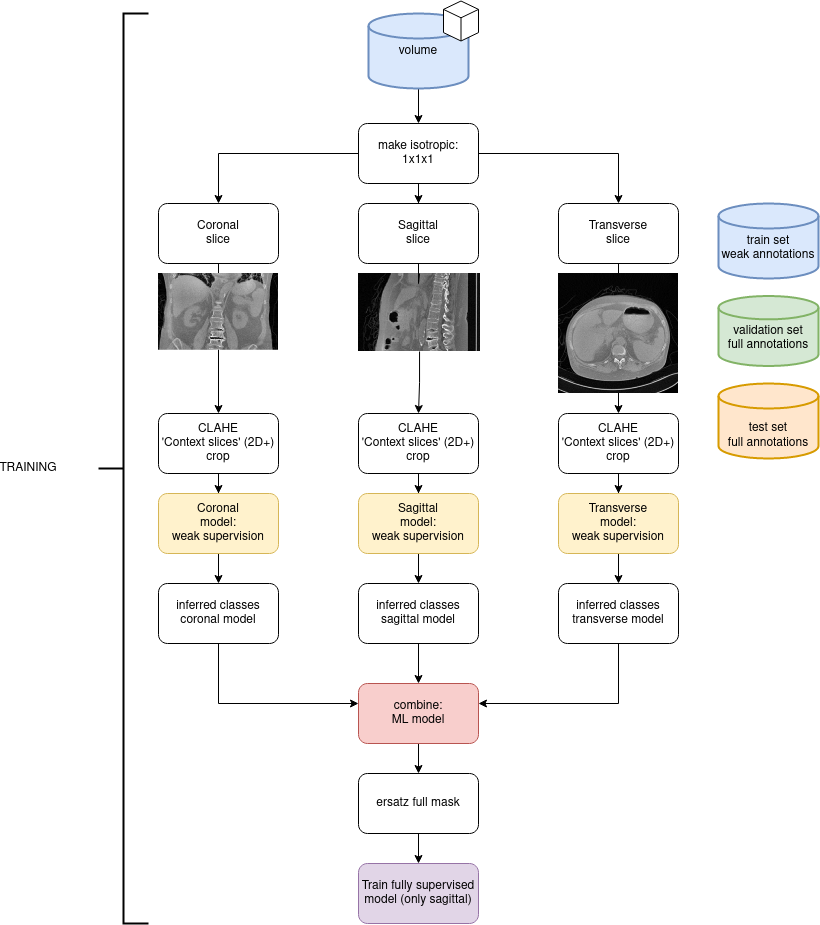 volume
make isotropic:
1x1x1
Coronal
slice
Sagittal
slice
Transverse
slice
train set
weak annotations
validation set
full annotations
test set
full annotations
CLAHE
'Context slices' (2D+)
crop
CLAHE
'Context slices' (2D+)
crop
CLAHE
'Context slices' (2D+)
crop
TRAINING
Coronal
model:
weak supervision
Sagittal
model:
weak supervision
Transverse
model:
weak supervision
inferred classes
coronal model
inferred classes
sagittal model
inferred classes
transverse model
combine:
ML model
ersatz full mask
Train fully supervised
model (only sagittal)